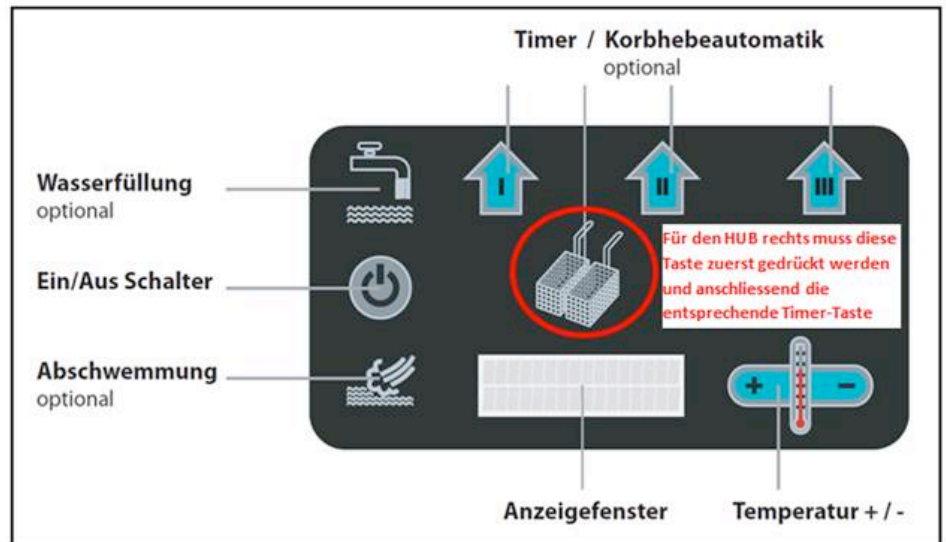 Timer / Korbhebeautomatik
optional
I
II
III
Wasserfüllung
optional
Für den HUB rechts muss diese
Taste zuerst gedrückt werden
und anschliessend die
entsprechende Timer-Taste
Ein/Aus Schalter
Abschwemmung
optional
+ -
Anzeigefenster
Temperatur + / -